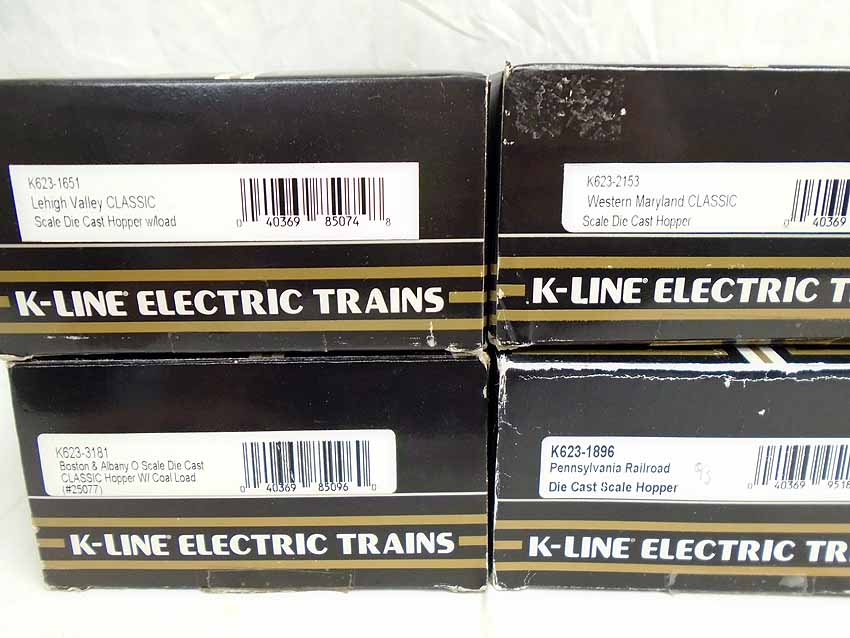 K623-1651
Lehigh Valley CLASSIC
Scale Die Cast Hopper w/load
0 40369 85074 8
K-LINE® ELECTRIC TRAINS
K623-2153
Western Maryland CLASSIC
Scale Die Cast Hopper
0 40369
K-LINE® ELECTRIC T
K623-3181
Boston & Albany O Scale Die Cast
CLASSIC Hopper W/ Coal Load
(#25077)
0 40369 85096 0
K-LINE® ELECTRIC TRAINS
K623-1896
Pennsylvania Railroad
Die Cast Scale Hopper
0 40369 9518
K-LINE® ELECTRIC TR